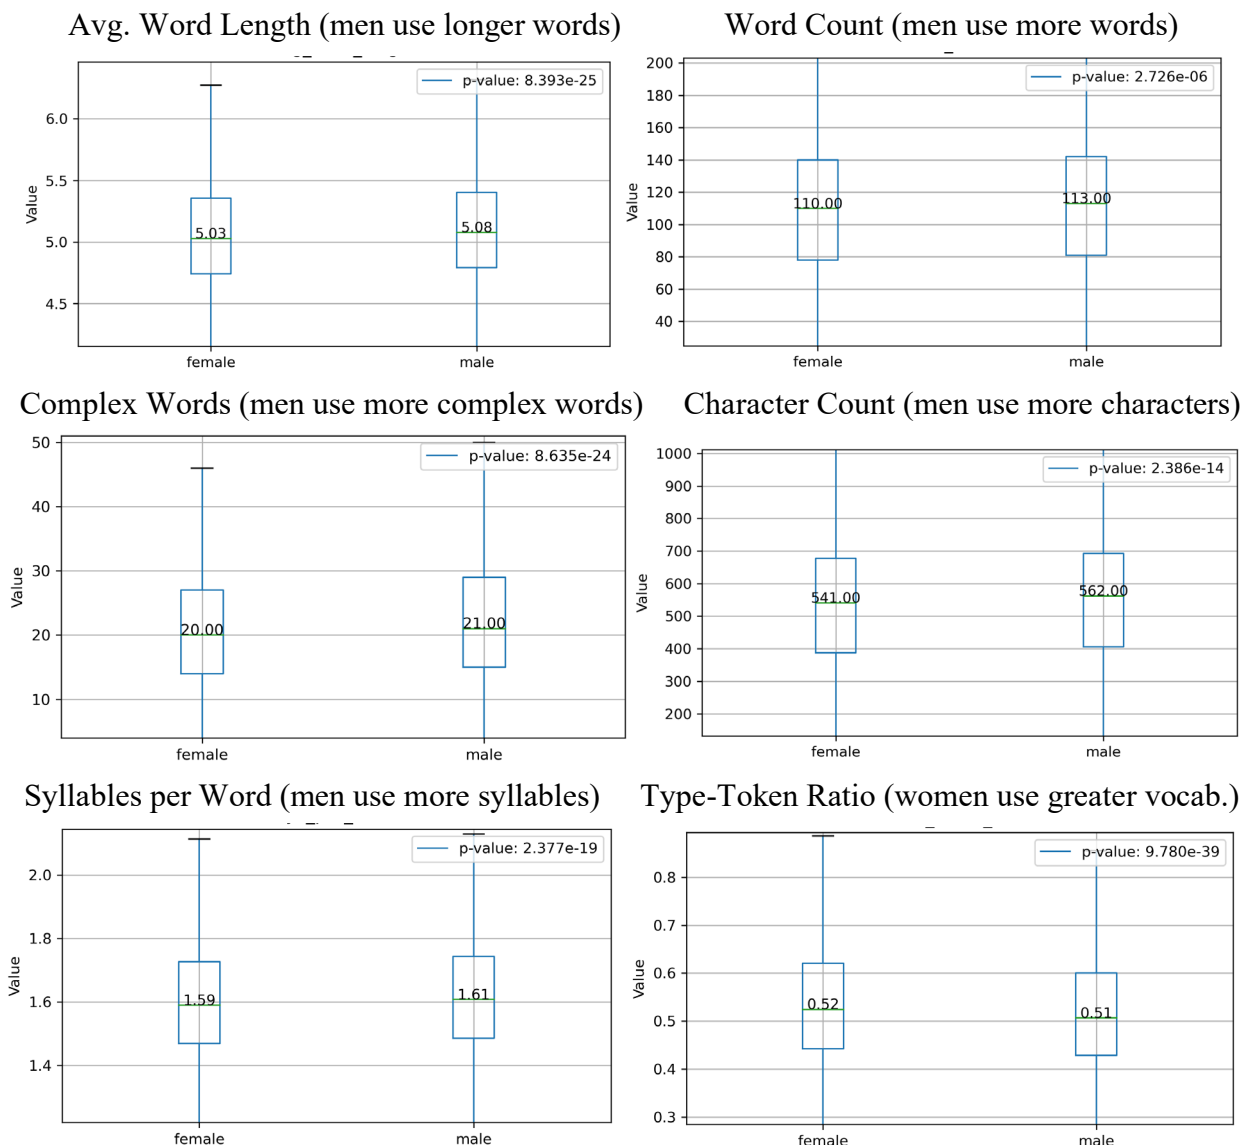 Avg. Word Length (men use longer words)
p-value: 8.393e-25
6.0
5.5
5.0
4.5
Value
5.03
5.08
female
male
Word Count (men use more words)
p-value: 2.726e-06
200
180
160
140
120
100
80
60
40
Value
110.00
113.00
female
male
Complex Words (men use more complex words)
p-value: 8.635e-24
50
40
30
20
10
Value
20.00
21.00
female
male
Character Count (men use more characters)
p-value: 2.386e-14
1000
900
800
700
600
500
400
300
200
Value
541.00
562.00
female
male
Syllables per Word (men use more syllables)
p-value: 2.377e-19
2.0
1.8
1.6
1.4
Value
1.59
1.61
female
male
Type-Token Ratio (women use greater vocab.)
p-value: 9.780e-39
0.8
0.7
0.6
0.5
0.4
0.3
Value
0.52
0.51
female
male